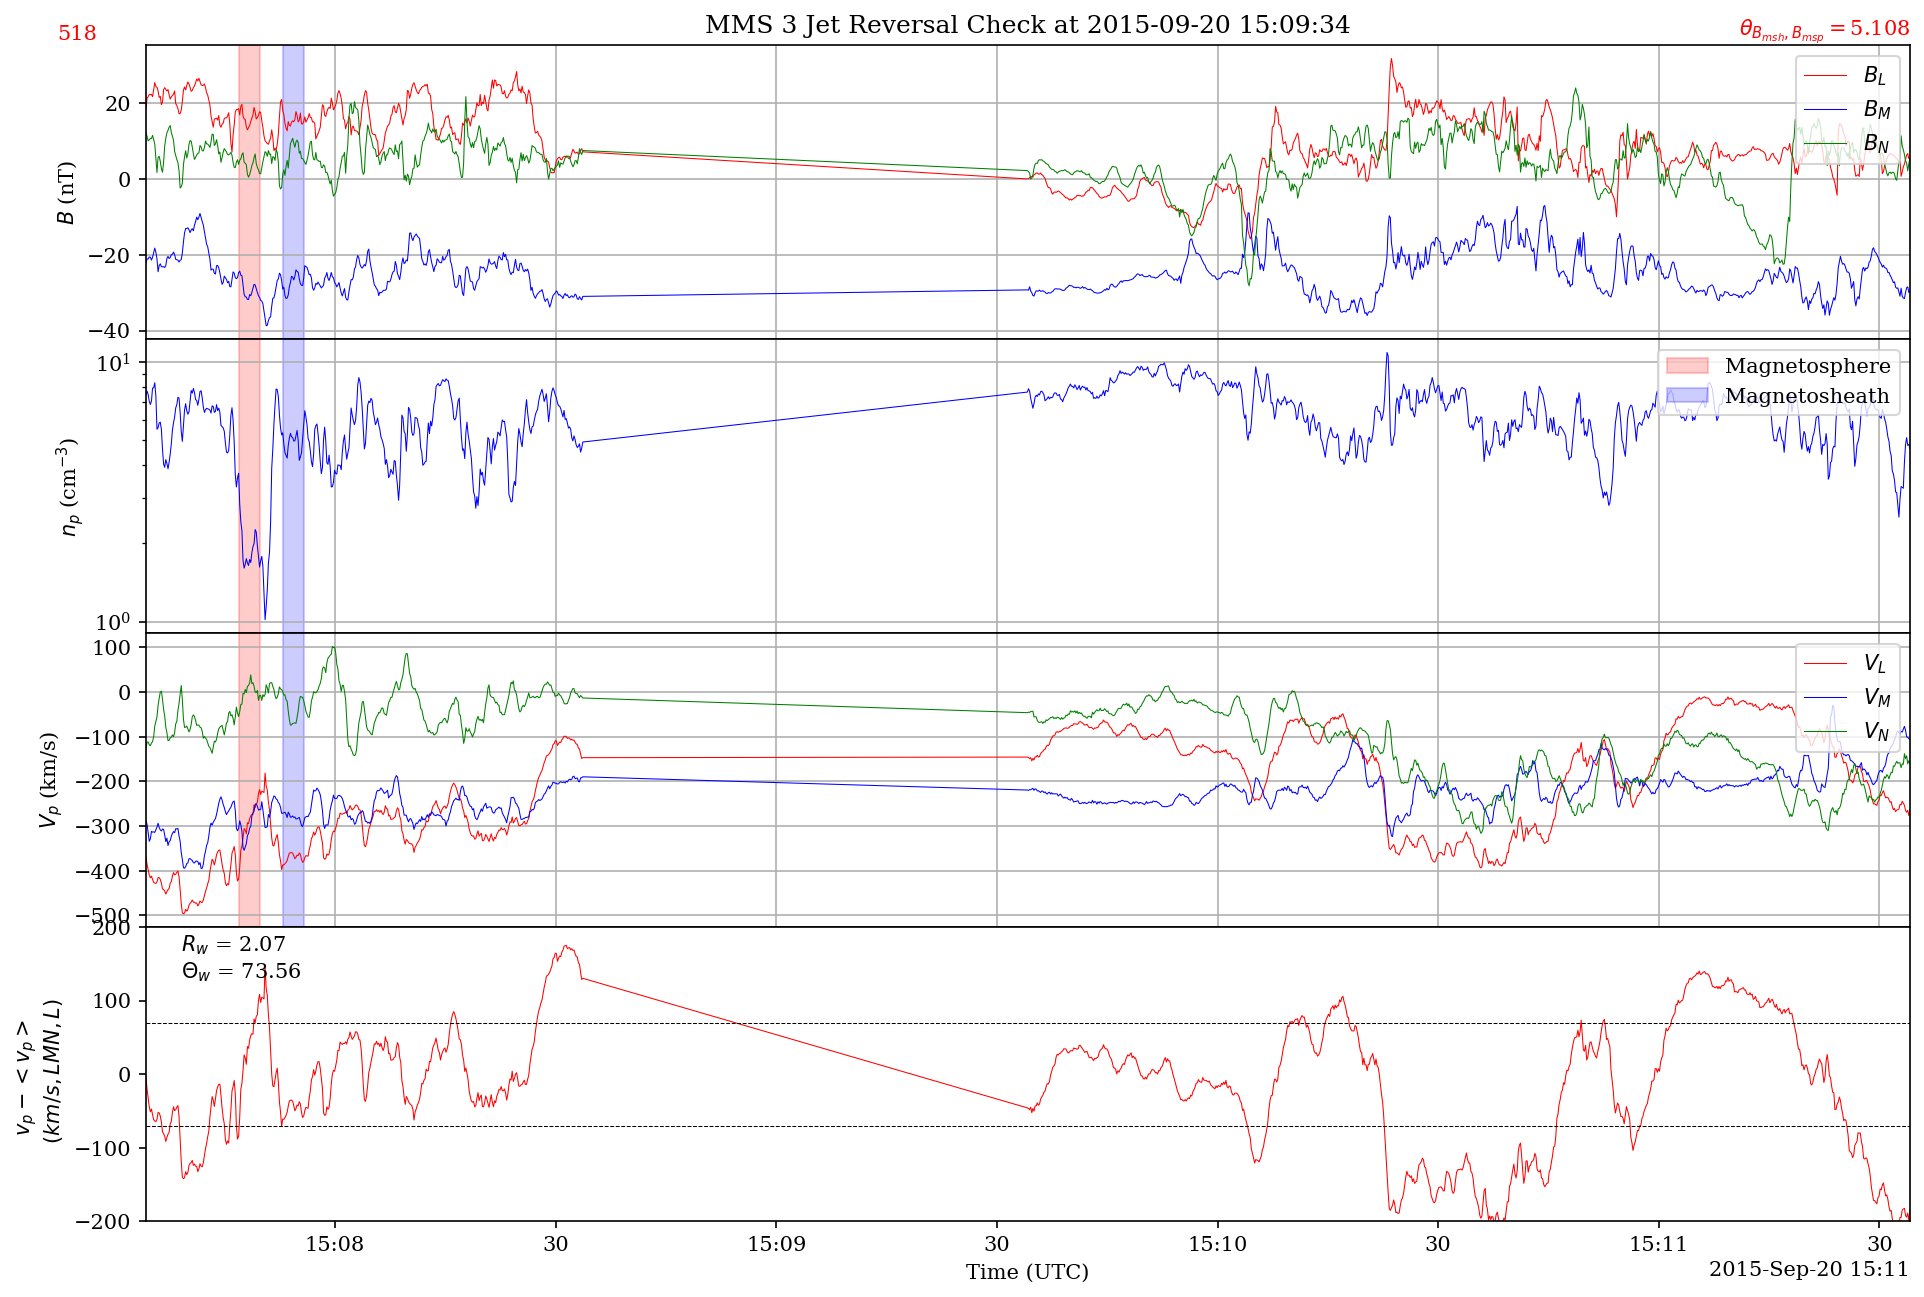 518
MMS 3 Jet Reversal Check at 2015-09-20 15:09:34
θ_{B_{msh}, B_{msp}} = 5.108
B (nT)
20
0
−20
−40
B_L
B_M
B_N
n_p (cm⁻³)
10¹
10⁰
Magnetosphere
Magnetosheath
V_p (km/s)
100
0
−100
−200
−300
−400
−500
V_L
V_M
V_N
v_p − < v_p >
(km/s, LMN, L)
200
100
0
−100
−200
R_w = 2.07
Θ_w = 73.56
15:08 30 15:09 30 15:10 30 15:11 30
Time (UTC)
2015-Sep-20 15:11